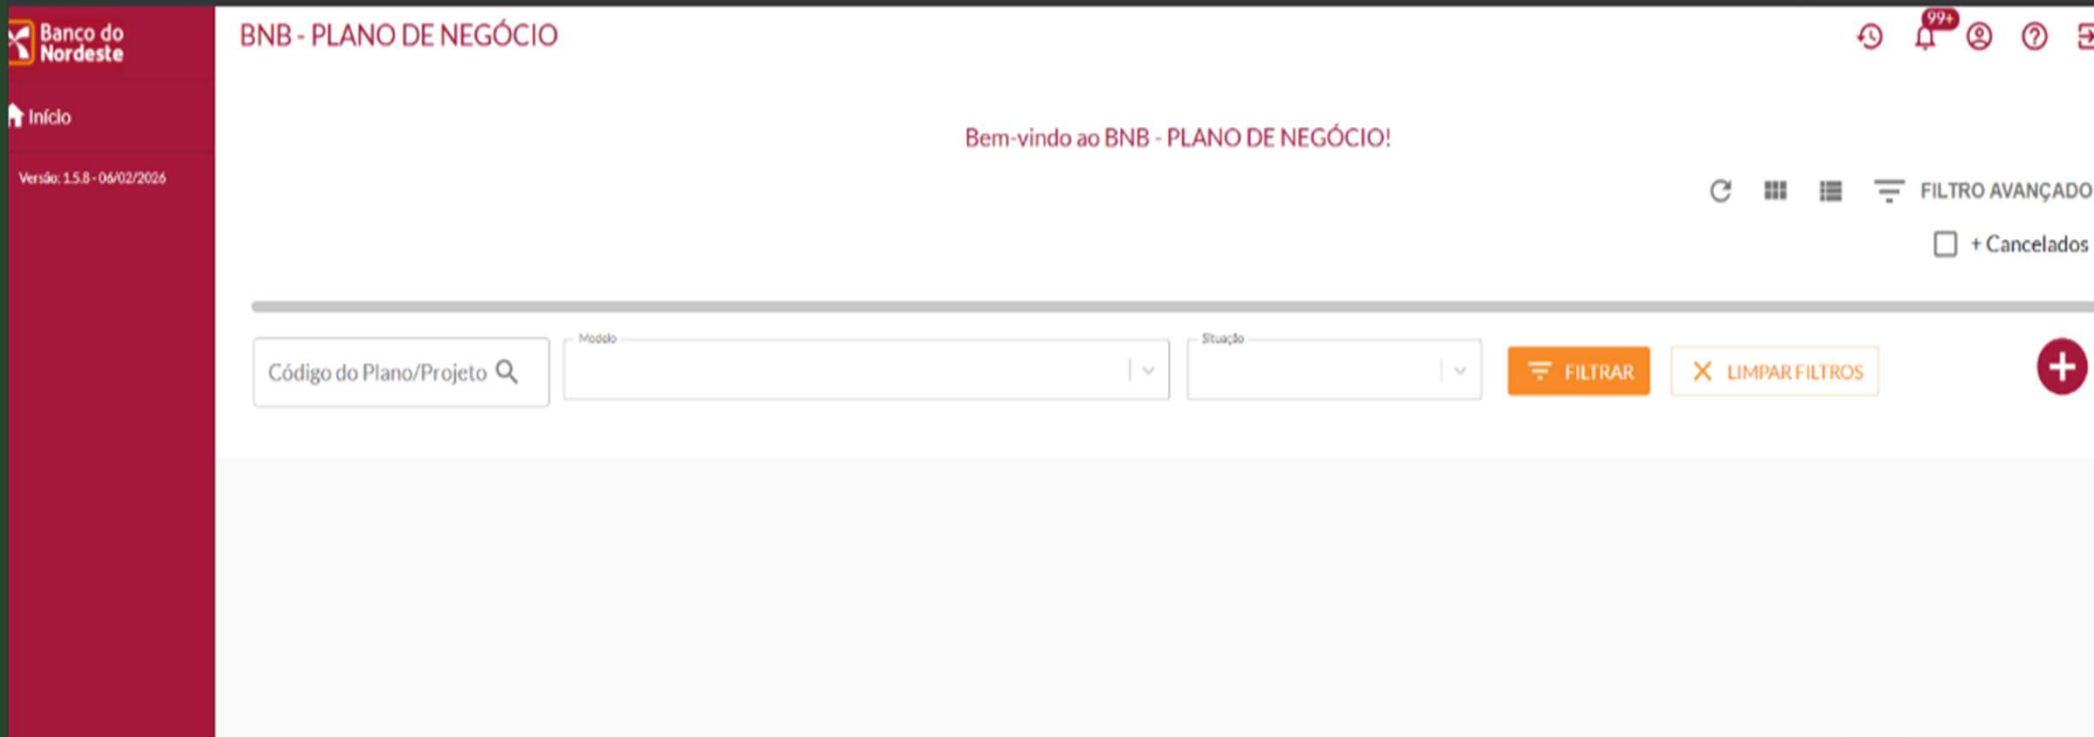 Banco do
Nordeste
BNB - PLANO DE NEGÓCIO
99+
Início
Bem-vindo ao BNB - PLANO DE NEGÓCIO!
Versão: 1.5.8 - 06/02/2026
FILTRO AVANÇADO
+ Cancelados
Modelo
Situação
Código do Plano/Projeto
FILTRAR
LIMPAR FILTROS